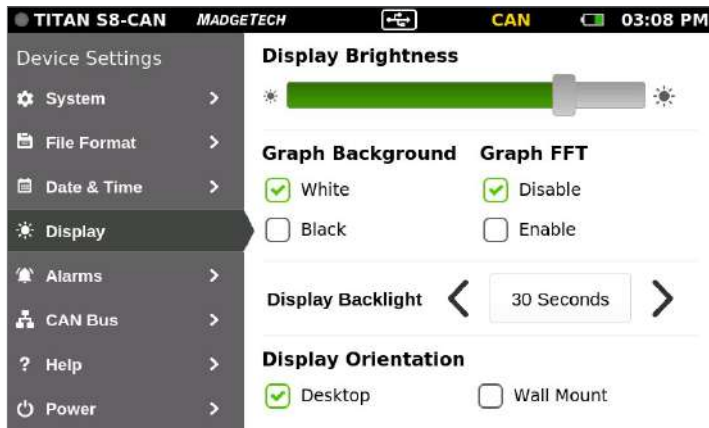 TITAN S8-CAN MADGETECH CAN 03:08 PM
Device Settings
System
File Format
Date & Time
Display
Alarms
CAN Bus
? Help
Power
Display Brightness
Graph Background
White
Black
Graph FFT
Disable
Enable
Display Backlight 30 Seconds
Display Orientation
Desktop Wall Mount